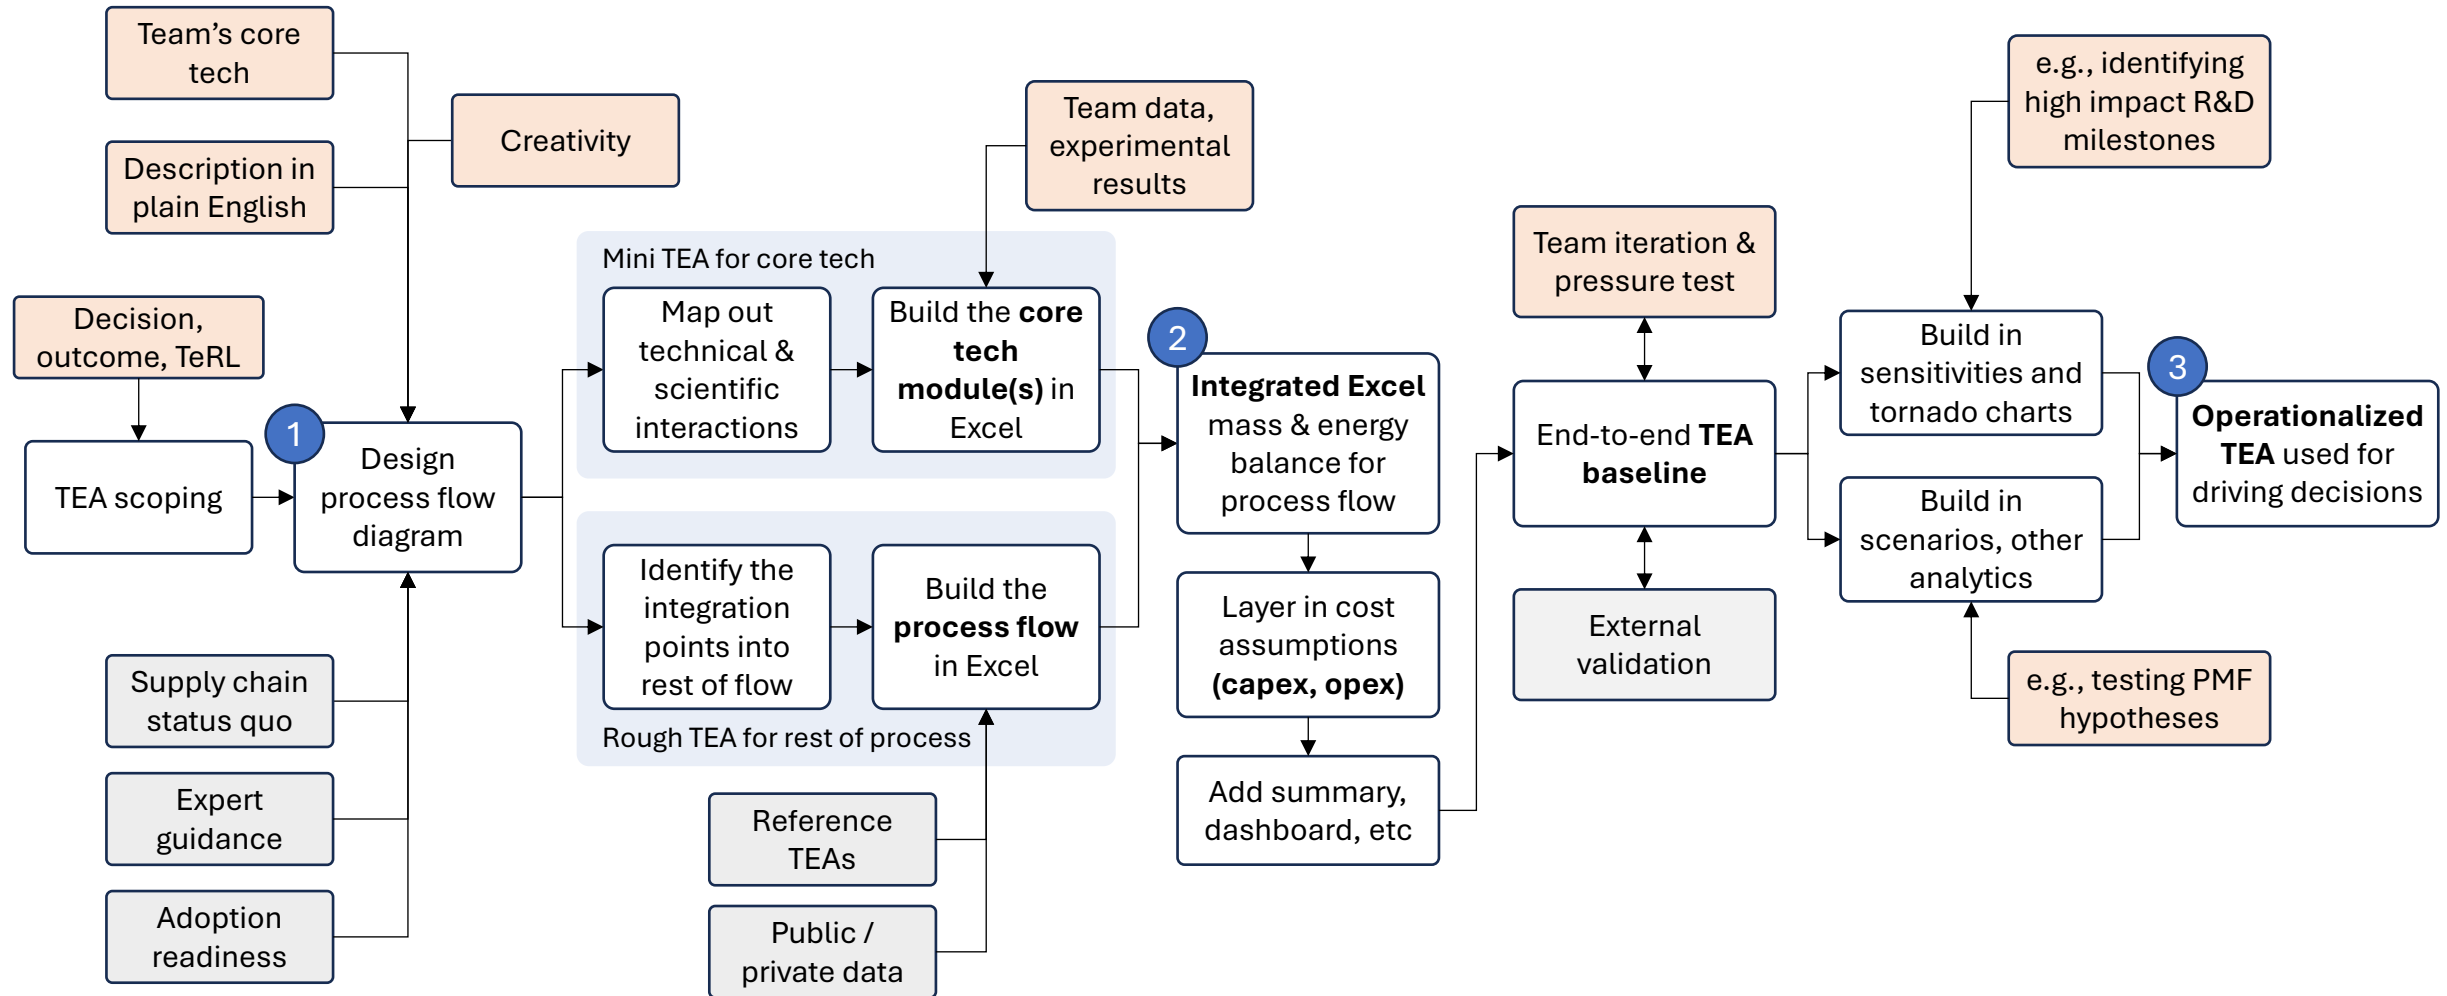 Team’s core
tech
Creativity
Description in
plain English
Decision,
outcome, TeRL
TEA scoping
1
Design
process flow
diagram
Supply chain
status quo
Expert
guidance
Adoption
readiness
Mini TEA for core tech
Map out
technical &
scientific
interactions
Team data,
experimental
results
Build the core
tech
module(s) in
Excel
Identify the
integration
points into
rest of flow
Build the
process flow
in Excel
Rough TEA for rest of process
Reference
TEAs
Public /
private data
2
Integrated Excel
mass & energy
balance for
process flow
Layer in cost
assumptions
(capex, opex)
Add summary,
dashboard, etc
Team iteration &
pressure test
End-to-end TEA
baseline
External
validation
e.g., identifying
high impact R&D
milestones
Build in
sensitivities and
tornado charts
Build in
scenarios, other
analytics
e.g., testing PMF
hypotheses
3
Operationalized
TEA used for
driving decisions